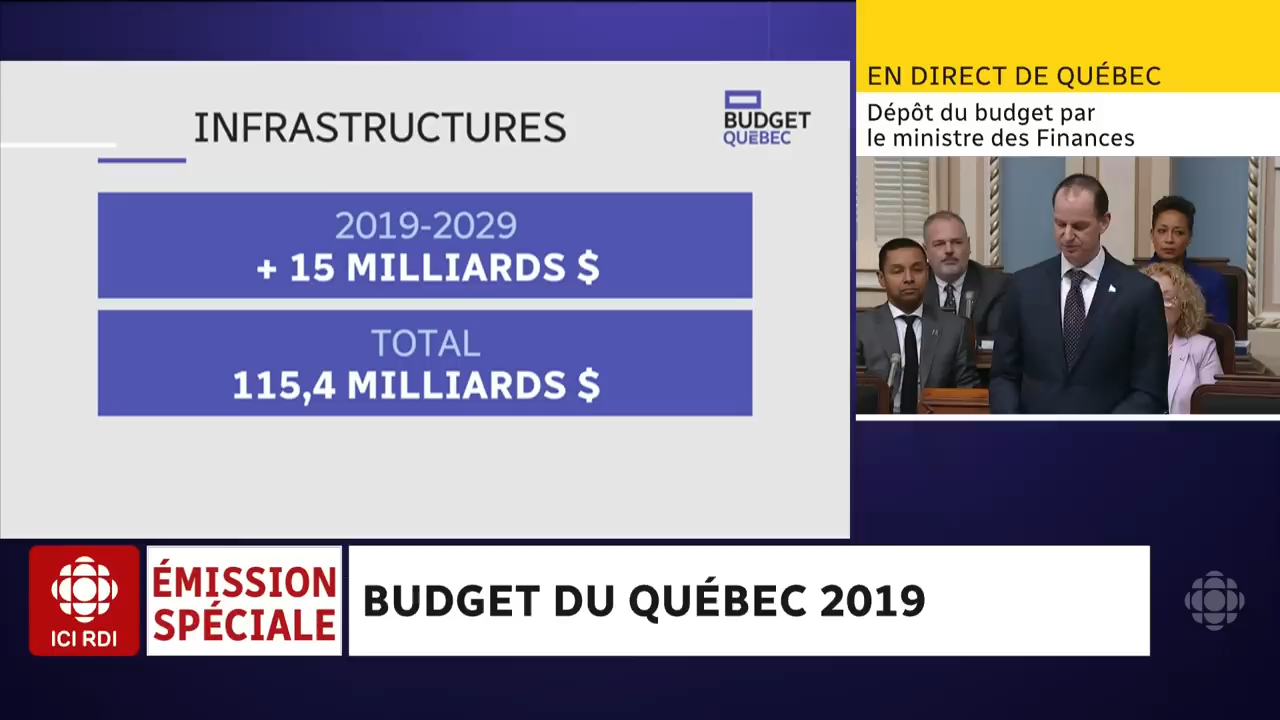 INFRASTRUCTURES
BUDGET
QUÉBEC
2019-2029
+ 15 MILLIARDS $
TOTAL
115,4 MILLIARDS $
EN DIRECT DE QUÉBEC
Dépôt du budget par
le ministre des Finances
ICI RDI
ÉMISSION
SPÉCIALE
BUDGET DU QUÉBEC 2019